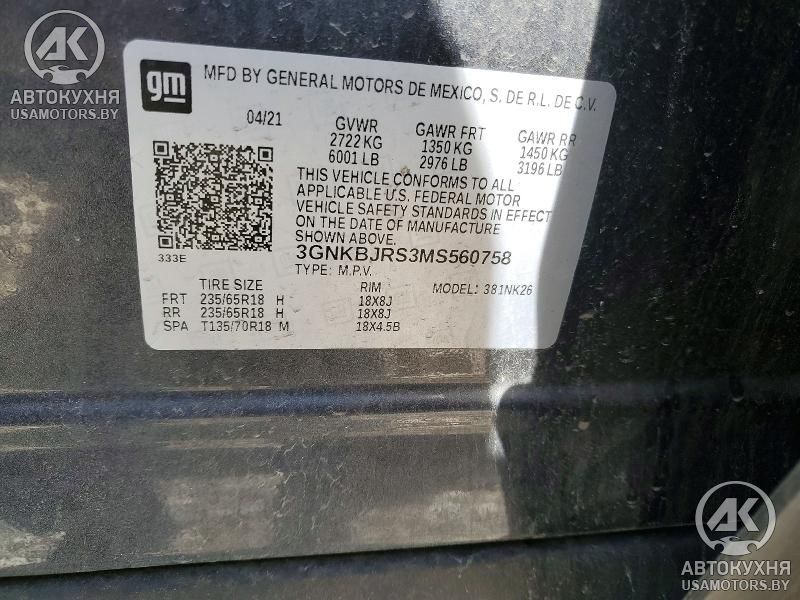 AK
АВТОКУХНЯ
USAMOTORS.BY
gm
MFD BY GENERAL MOTORS DE MEXICO, S. DE R.L. DE C.V.
04/21 GVWR GAWR FRT GAWR RR
2722 KG 1350 KG 1450 KG
6001 LB 2976 LB 3196 LB
THIS VEHICLE CONFORMS TO ALL
APPLICABLE U.S. FEDERAL MOTOR
VEHICLE SAFETY STANDARDS IN EFFECT
ON THE DATE OF MANUFACTURE
SHOWN ABOVE.
333E
3GNKBJRS3MS560758
TYPE: M.P.V.
TIRE SIZE RIM MODEL: 381NK26
FRT 235/65R18 H 18X8J
RR 235/65R18 H 18X8J
SPA T135/70R18 M 18X4.5B
AK
АВТОКУХНЯ
USAMOTORS.BY